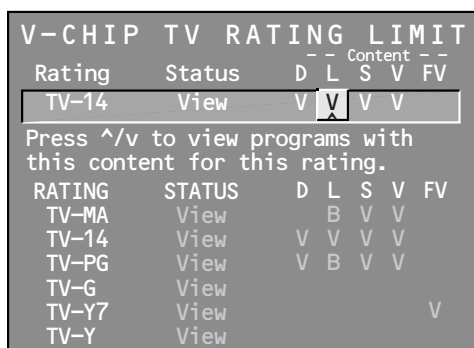 V-CHIP TV RATING LIMIT
– – Content – –
Rating Status D L S V FV
TV-14 View V V V V
Press ^/v to view programs with
this content for this rating.
RATING STATUS D L S V FV
TV-MA View B V V
TV-14 View V V V V
TV-PG View V B V V
TV-G View
TV-Y7 View V
TV-Y View